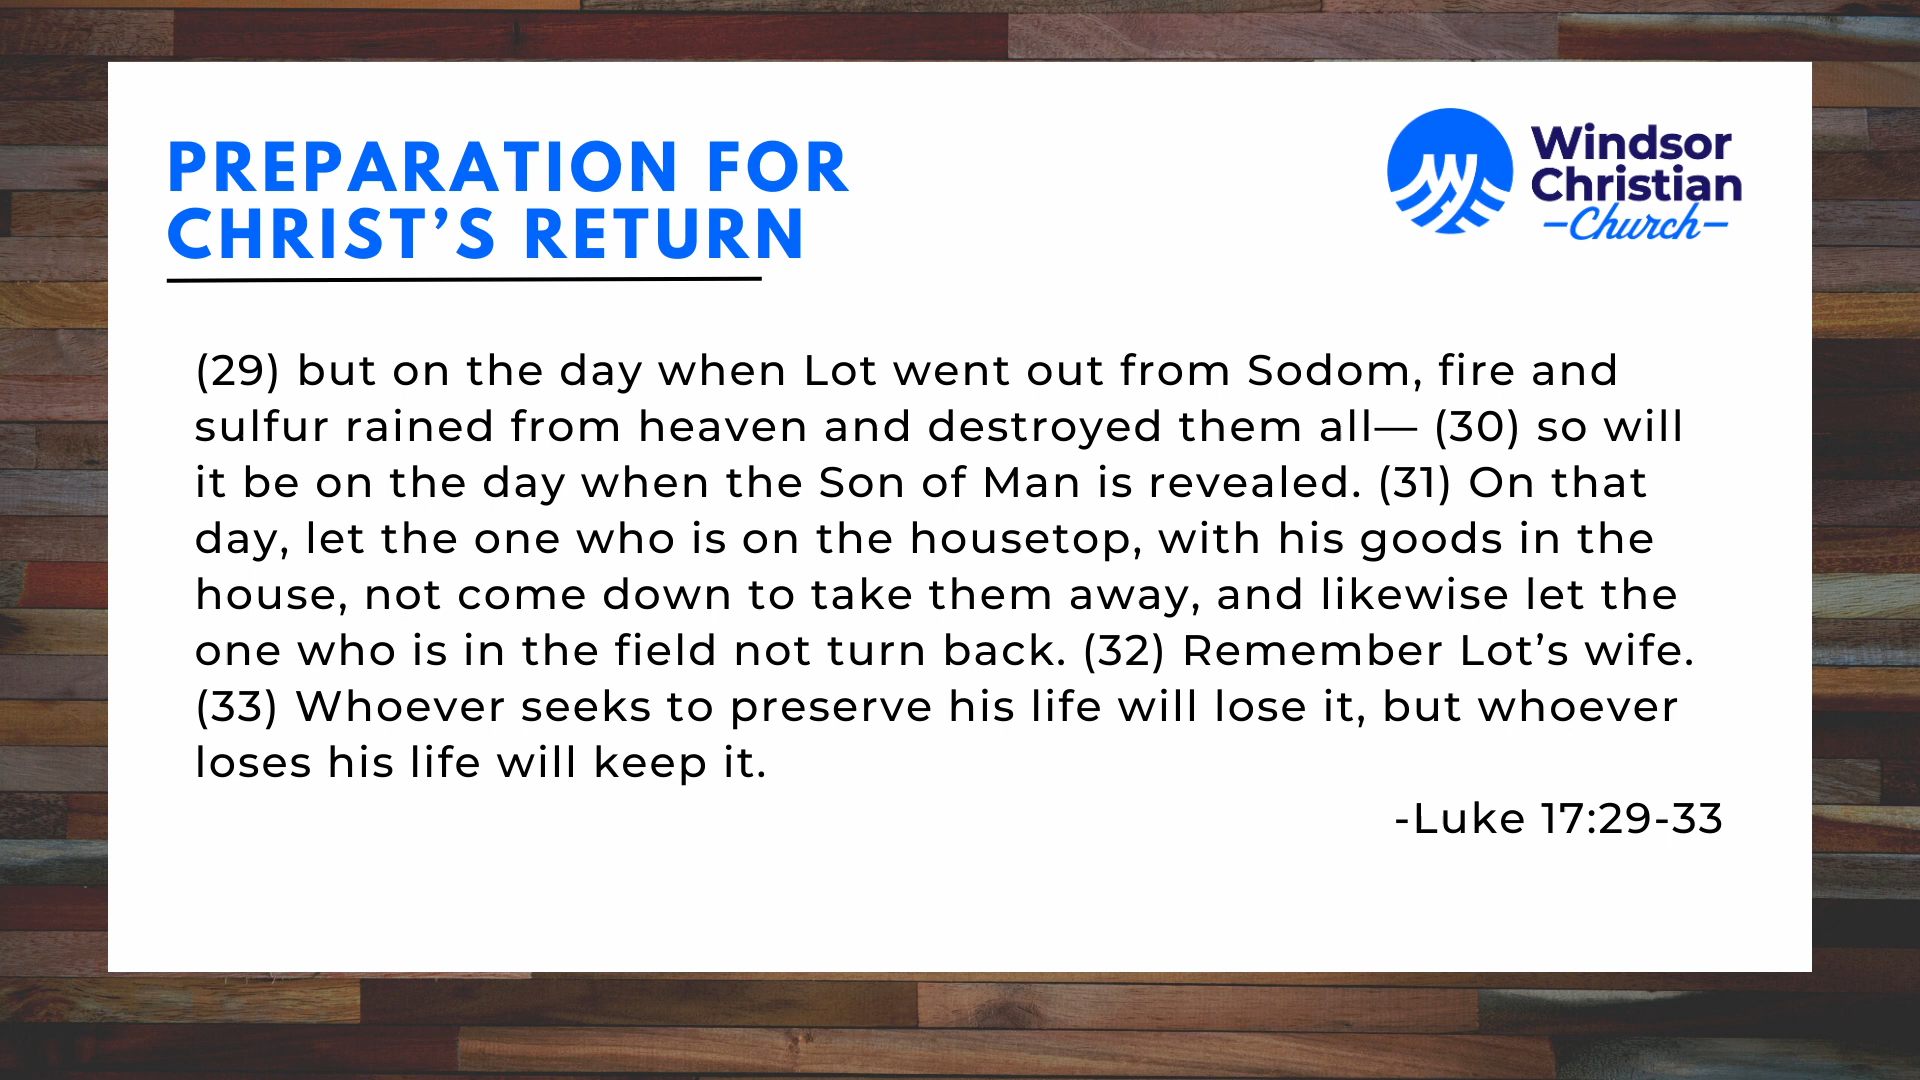 PREPARATION FOR
CHRIST’S RETURN
Windsor
Christian
-Church-
(29) but on the day when Lot went out from Sodom, fire and
sulfur rained from heaven and destroyed them all— (30) so will
it be on the day when the Son of Man is revealed. (31) On that
day, let the one who is on the housetop, with his goods in the
house, not come down to take them away, and likewise let the
one who is in the field not turn back. (32) Remember Lot’s wife.
(33) Whoever seeks to preserve his life will lose it, but whoever
loses his life will keep it.
-Luke 17:29-33